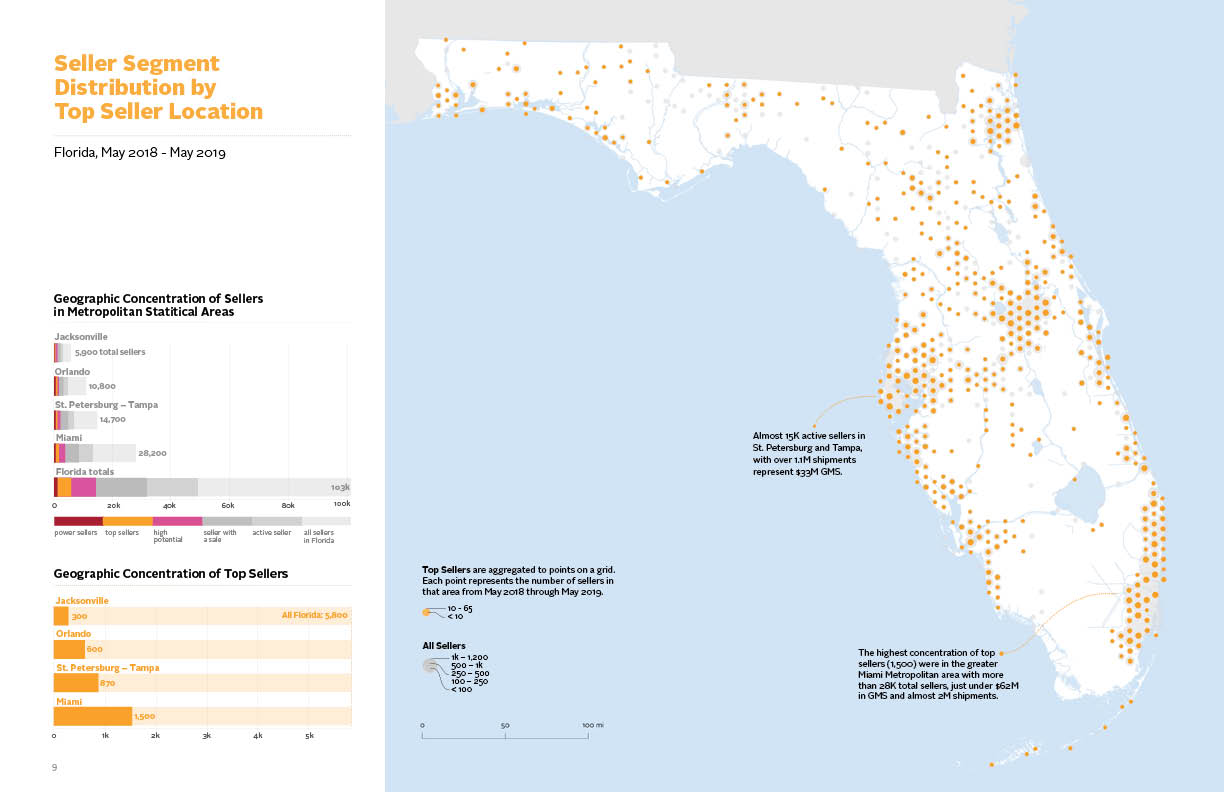 Seller Segment
Distribution by
Top Seller Location
Florida, May 2018 - May 2019
Geographic Concentration of Sellers
in Metropolitan Statitical Areas
Jacksonville
5,900 total sellers
Orlando
10,800
St. Petersburg – Tampa
14,700
Miami
28,200
Florida totals
103k
0 20k 40k 60k 80k 100k
power sellers top sellers high potential seller with a sale active seller all sellers in Florida
Geographic Concentration of Top Sellers
Jacksonville
300 All Florida: 5,800
Orlando
600
St. Petersburg – Tampa
870
Miami
1,500
0 1k 2k 3k 4k 5k
9
Almost 15K active sellers in
St. Petersburg and Tampa,
with over 1.1M shipments
represent $33M GMS.
Top Sellers are aggregated to points on a grid.
Each point represents the number of sellers in
that area from May 2018 through May 2019.
10 - 65
< 10
All Sellers
1k – 1,200
500 – 1k
250 – 500
100 – 250
< 100
0 50 100 mi
The highest concentration of top
sellers (1,500) were in the greater
Miami Metropolitan area with more
than 28K total sellers, just under $62M
in GMS and almost 2M shipments.